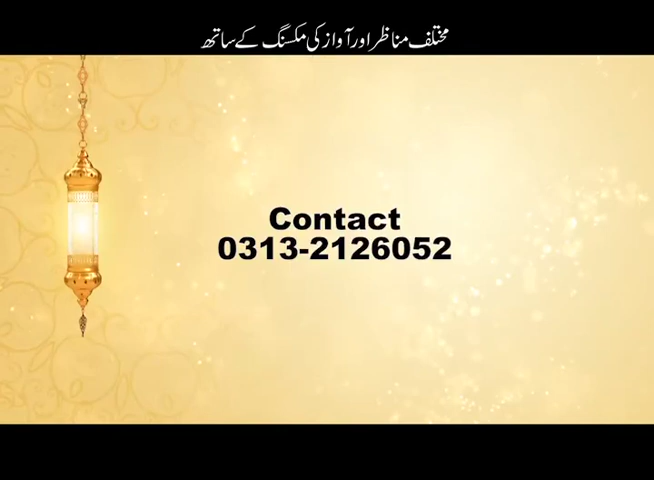 مختلف مناظر اور آواز کی مکسنگ کے ساتھ
Contact
0313-2126052